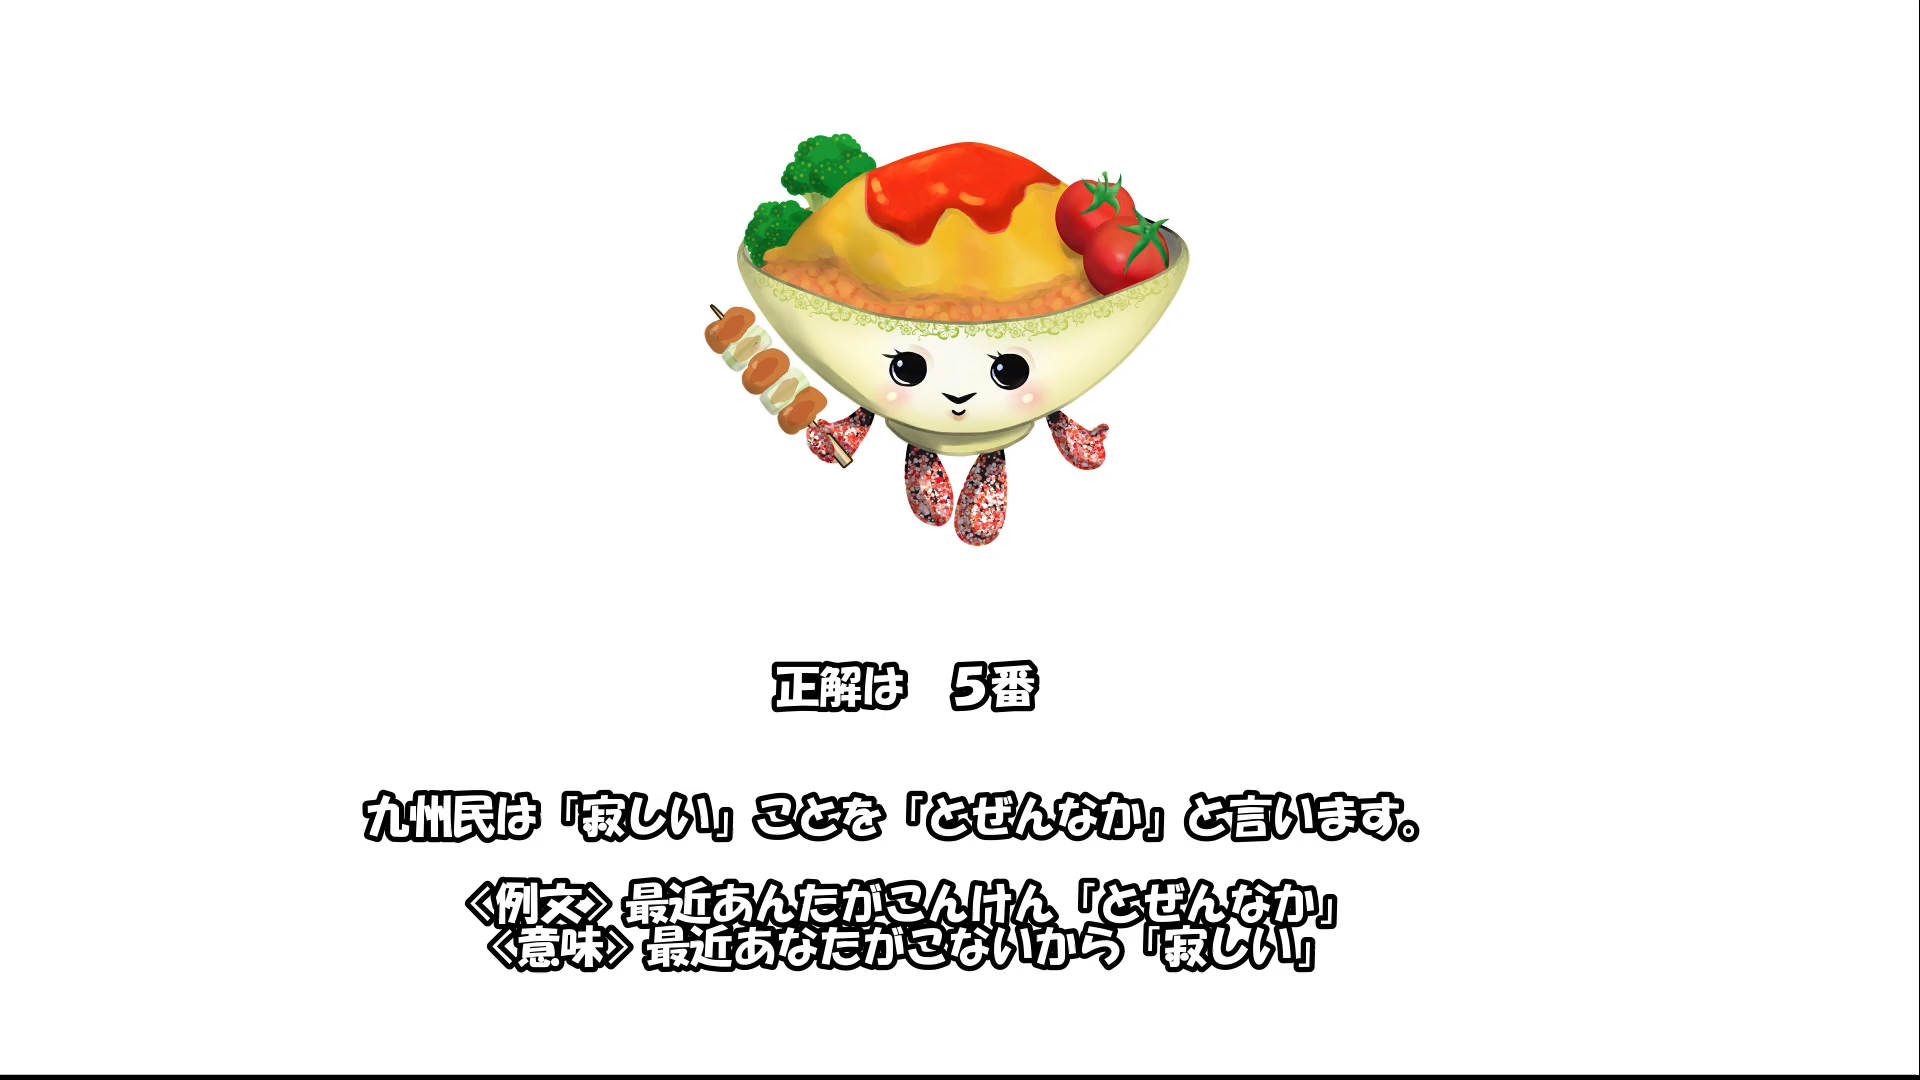 正解は　5番
九州民は『寂しい』ことを『とぜんなか』と言います。
<例文>最近あんたがこんけん『とぜんなか』
<意味>最近あなたがこないから『寂しい』